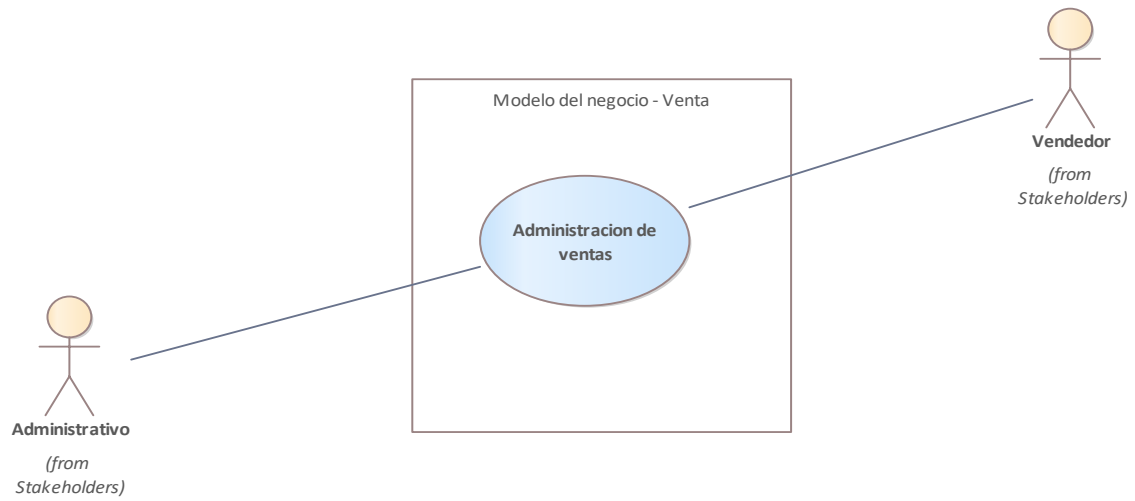 Modelo del negocio - Venta
Vendedor
(from
Stakeholders)
Administracion de
ventas
Administrativo
(from
Stakeholders)